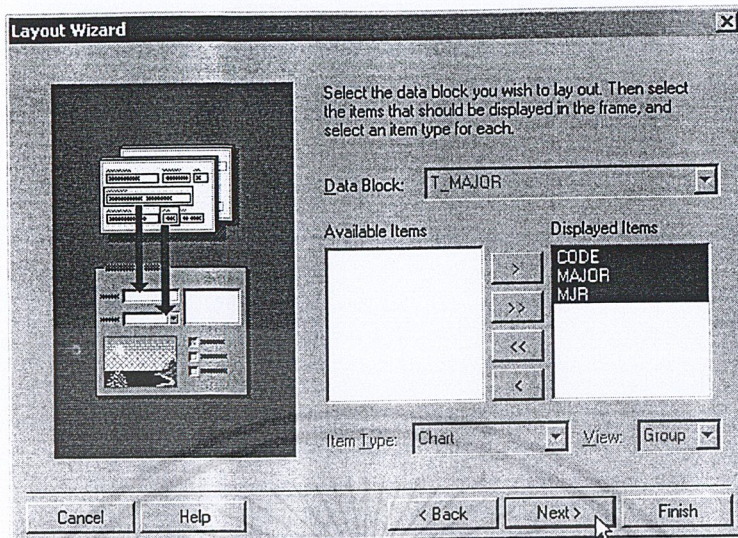 Layout Wizard
Select the data block you wish to lay out. Then select
the items that should be displayed in the frame, and
select an item type for each.
Data Block: T_MAJOR
Available Items
Displayed Items
CODE
MAJOR
MJR
>
>>
<<
<
Item Type: Chart View: Group
Cancel Help < Back Next > Finish